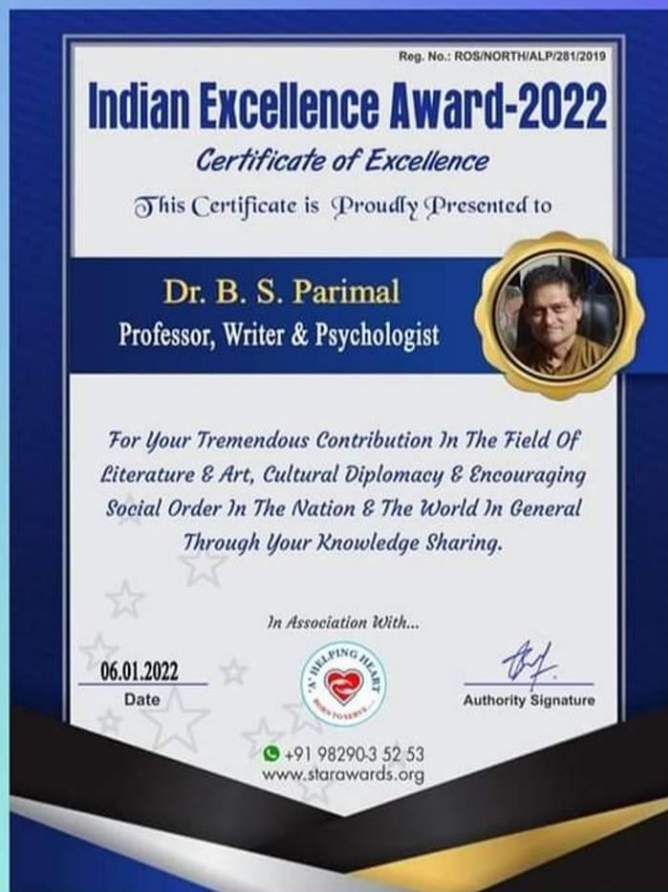 Reg. No.: ROS/NORTH/ALP/281/2019
Indian Excellence Award-2022
Certificate of Excellence
This Certificate is Proudly Presented to
Dr. B. S. Parimal
Professor, Writer & Psychologist
For Your Tremendous Contribution In The Field Of
Literature & Art, Cultural Diplomacy & Encouraging
Social Order In The Nation & The World In General
Through Your Knowledge Sharing.
In Association With...
"A" HELPING HEART
BORN TO SERVE....
06.01.2022
Date
Authority Signature
+91 98290-3 52 53
www.starawards.org